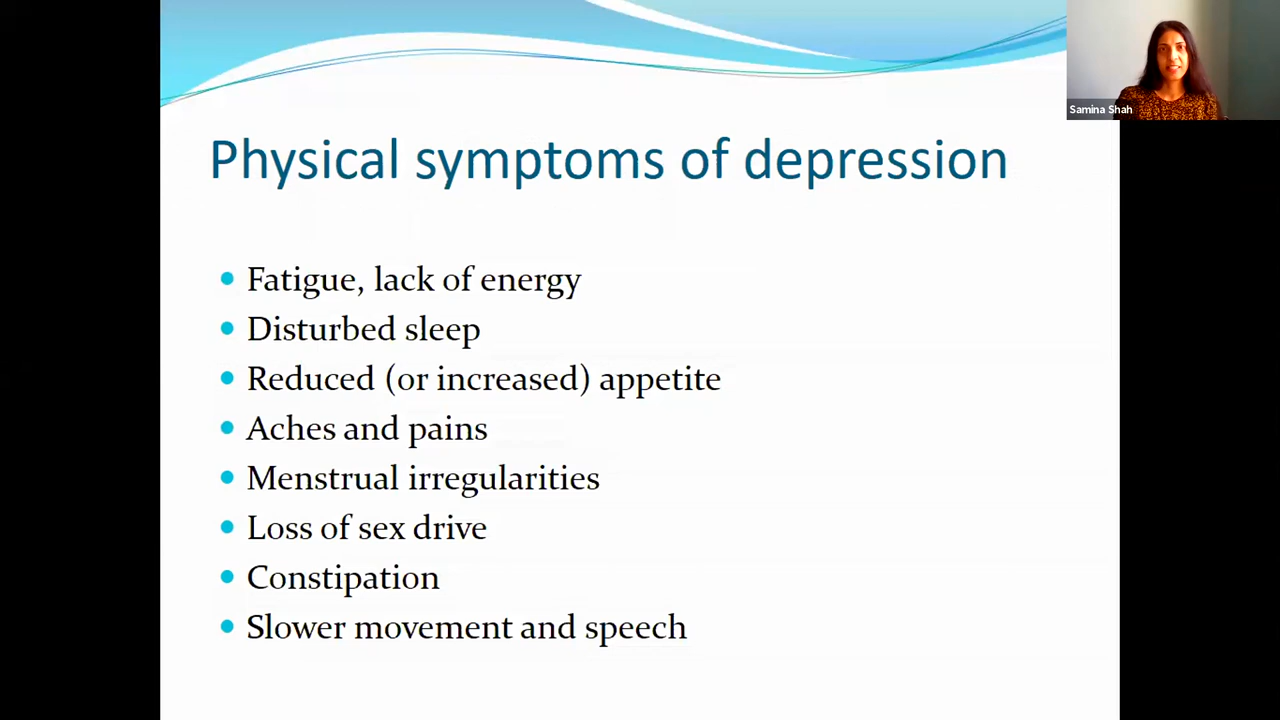 Samina Shah
Physical symptoms of depression
Fatigue, lack of energy
Disturbed sleep
Reduced (or increased) appetite
Aches and pains
Menstrual irregularities
Loss of sex drive
Constipation
Slower movement and speech